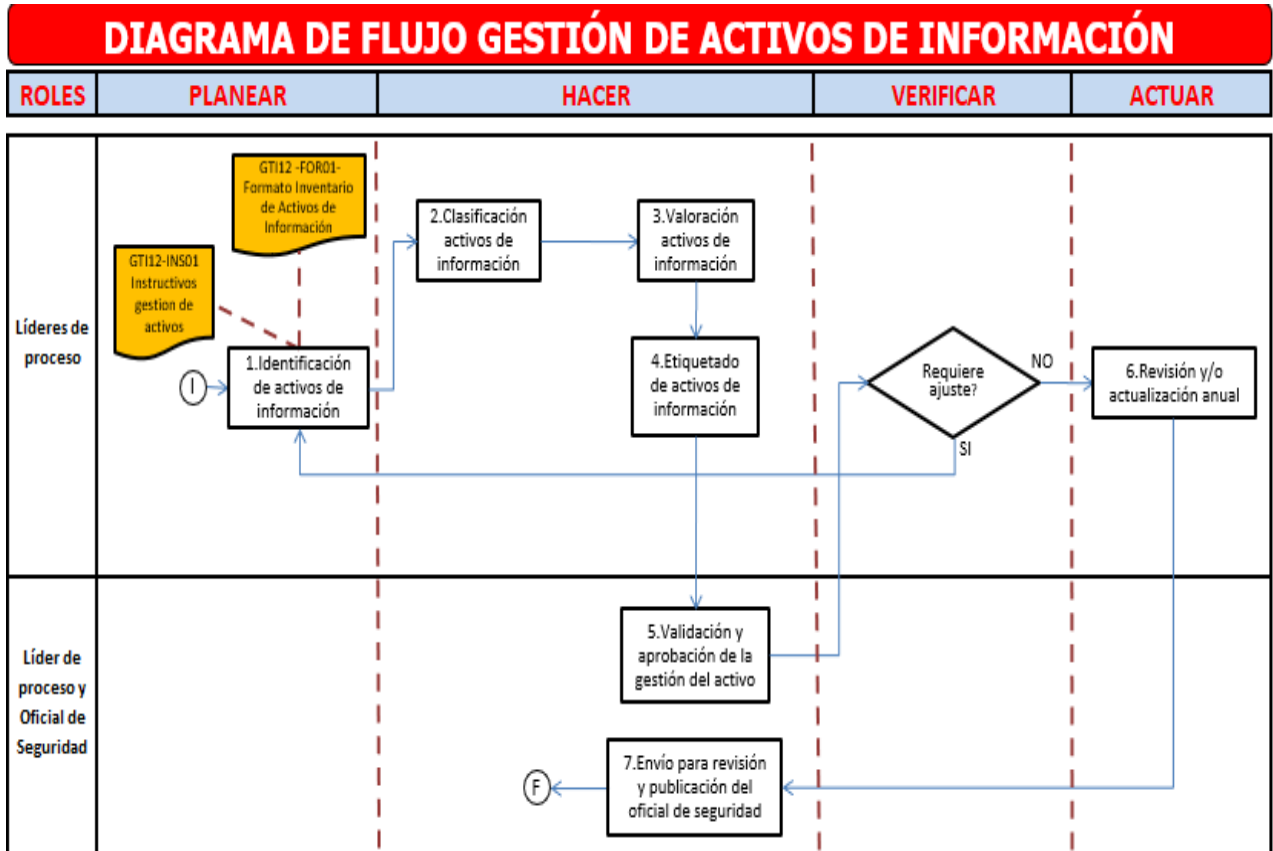 DIAGRAMA DE FLUJO GESTIÓN DE ACTIVOS DE INFORMACIÓN
ROLES
PLANEAR
HACER
VERIFICAR
ACTUAR
Líderes de
proceso
GTI12 -FOR01-
Formato Inventario
de Activos de
Información
GTI12-INS01
Instructivos
gestion de
activos
I
1.Identificación
de activos de
información
2.Clasificación
activos de
información
3.Valoración
activos de
información
4.Etiquetado
de activos de
información
Requiere
ajuste?
NO
SI
6.Revisión y/o
actualización anual
Líder de
proceso y
Oficial de
Seguridad
5.Validación y
aprobación de la
gestión del activo
7.Envío para revisión
y publicación del
oficial de seguridad
F